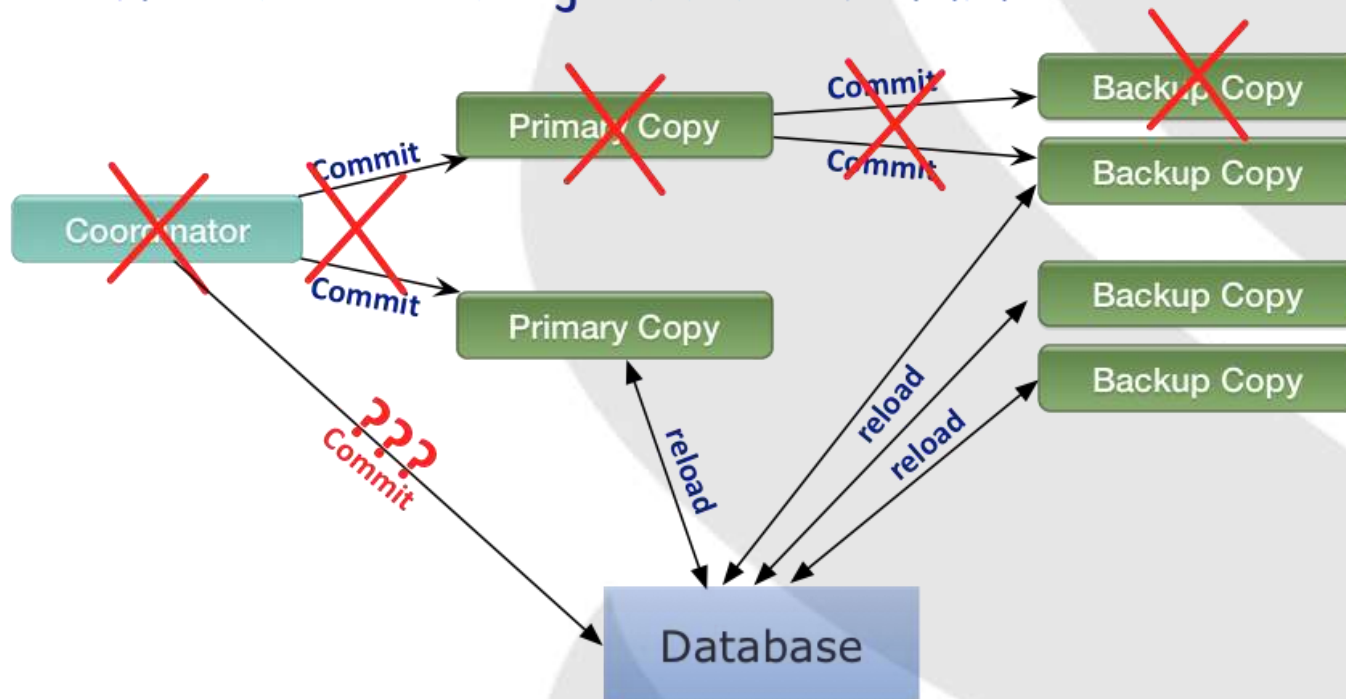 Commit
Backup Copy
Primary Copy
Commit
Backup Copy
Commit
Coordinator
Commit
Backup Copy
Primary Copy
Backup Copy
reload
reload
reload
???
Commit
Database